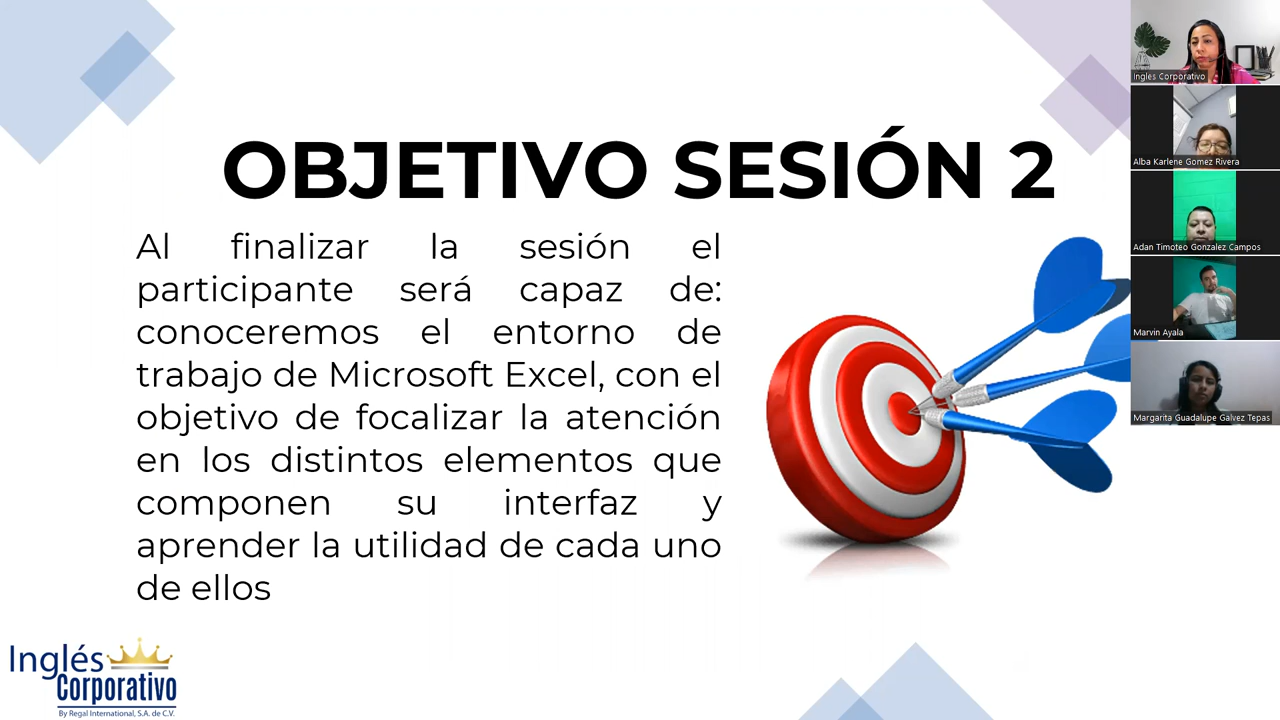 OBJETIVO SESIÓN 2
Al finalizar la sesión el
participante será capaz de:
conoceremos el entorno de
trabajo de Microsoft Excel, con el
objetivo de focalizar la atención
en los distintos elementos que
componen su interfaz y
aprender la utilidad de cada uno
de ellos
Inglés
Corporativo
By Regal International, S.A. de C.V.
Ingles Corporativo
Alba Karlene Gomez Rivera
Adan Timoteo Gonzalez Campos
Marvin Ayala
Margarita Guadalupe Galvez Tepas